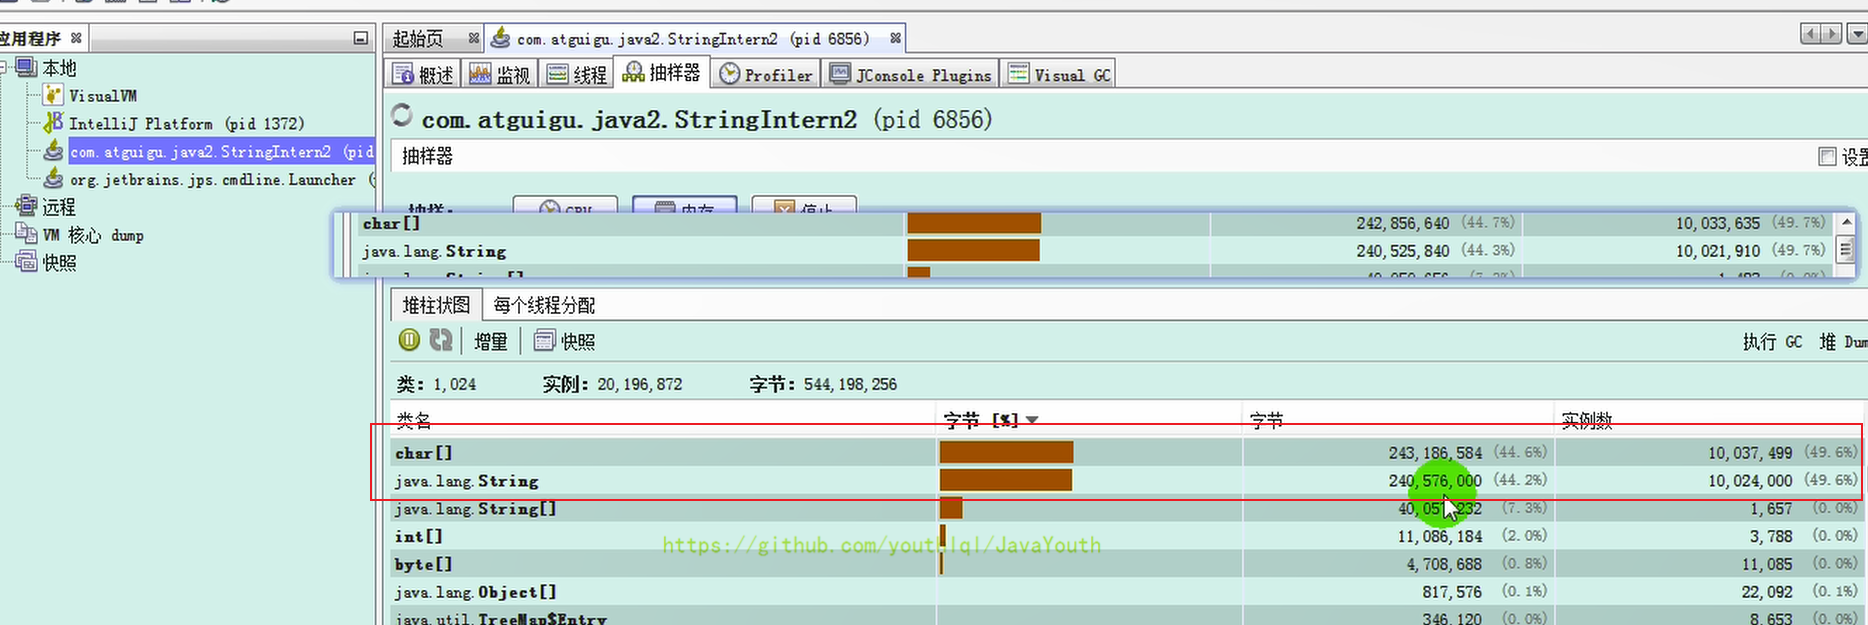 应用程序
起始页 com.atguigu.java2.StringIntern2 (pid 6856)
本地
VisualVM
IntelliJ Platform (pid 1372)
com.atguigu.java2.StringIntern2 (pid
org.jetbrains.jps.cmdline.Launcher (
远程
VM 核心 dump
快照
概述 监视 线程 抽样器 Profiler JConsole Plugins Visual GC
com.atguigu.java2.StringIntern2 (pid 6856)
抽样器 设置
抽样: CPU 内存 停止
char[] 242,856,640 (44.7%) 10,033,635 (49.7%)
java.lang.String 240,525,840 (44.3%) 10,021,910 (49.7%)
堆柱状图 每个线程分配
增量 快照 执行 GC 堆 Dum
类: 1,024 实例: 20,196,872 字节: 544,198,256
类名 字节 [%] 字节 实例数
char[] 243,186,584 (44.6%) 10,037,499 (49.6%)
java.lang.String 240,576,000 (44.2%) 10,024,000 (49.6%)
java.lang.String[] 40,057,232 (7.3%) 1,657 (0.0%)
int[] 11,086,184 (2.0%) 3,788 (0.0%)
https://github.com/youthlql/JavaYouth
byte[] 4,708,688 (0.8%) 11,085 (0.0%)
java.lang.Object[] 817,576 (0.1%) 22,092 (0.1%)
java.util.TreeMap$Entry 346,120 (0.0%) 8,653 (0.0%)